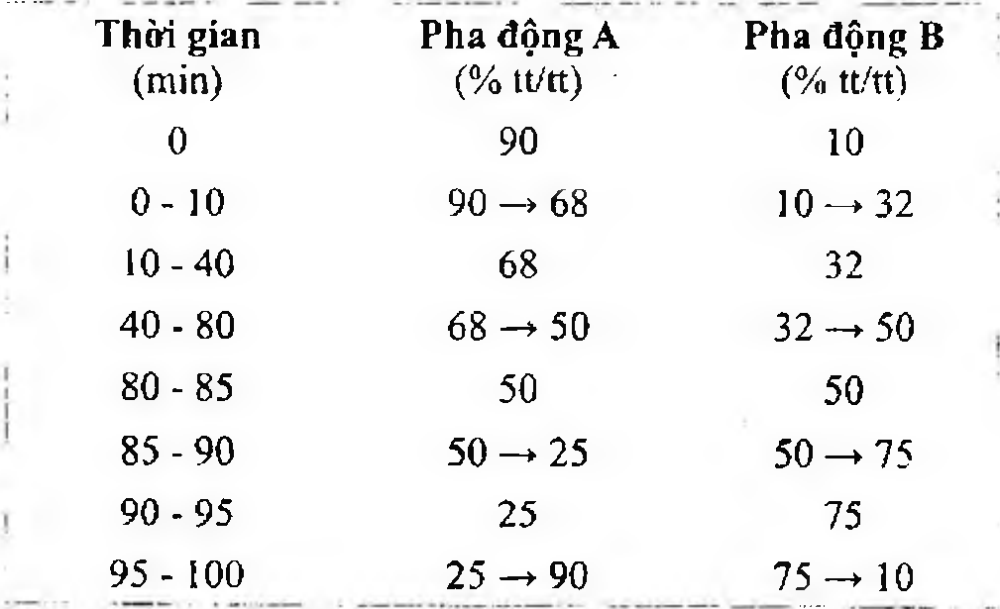 Thời gian Pha động A Pha động B
(min) (% tt/tt) (% tt/tt)
0 90 10
0 - 10 90 → 68 10 → 32
10 - 40 68 32
40 - 80 68 → 50 32 → 50
80 - 85 50 50
85 - 90 50 → 25 50 → 75
90 - 95 25 75
95 - 100 25 → 90 75 → 10